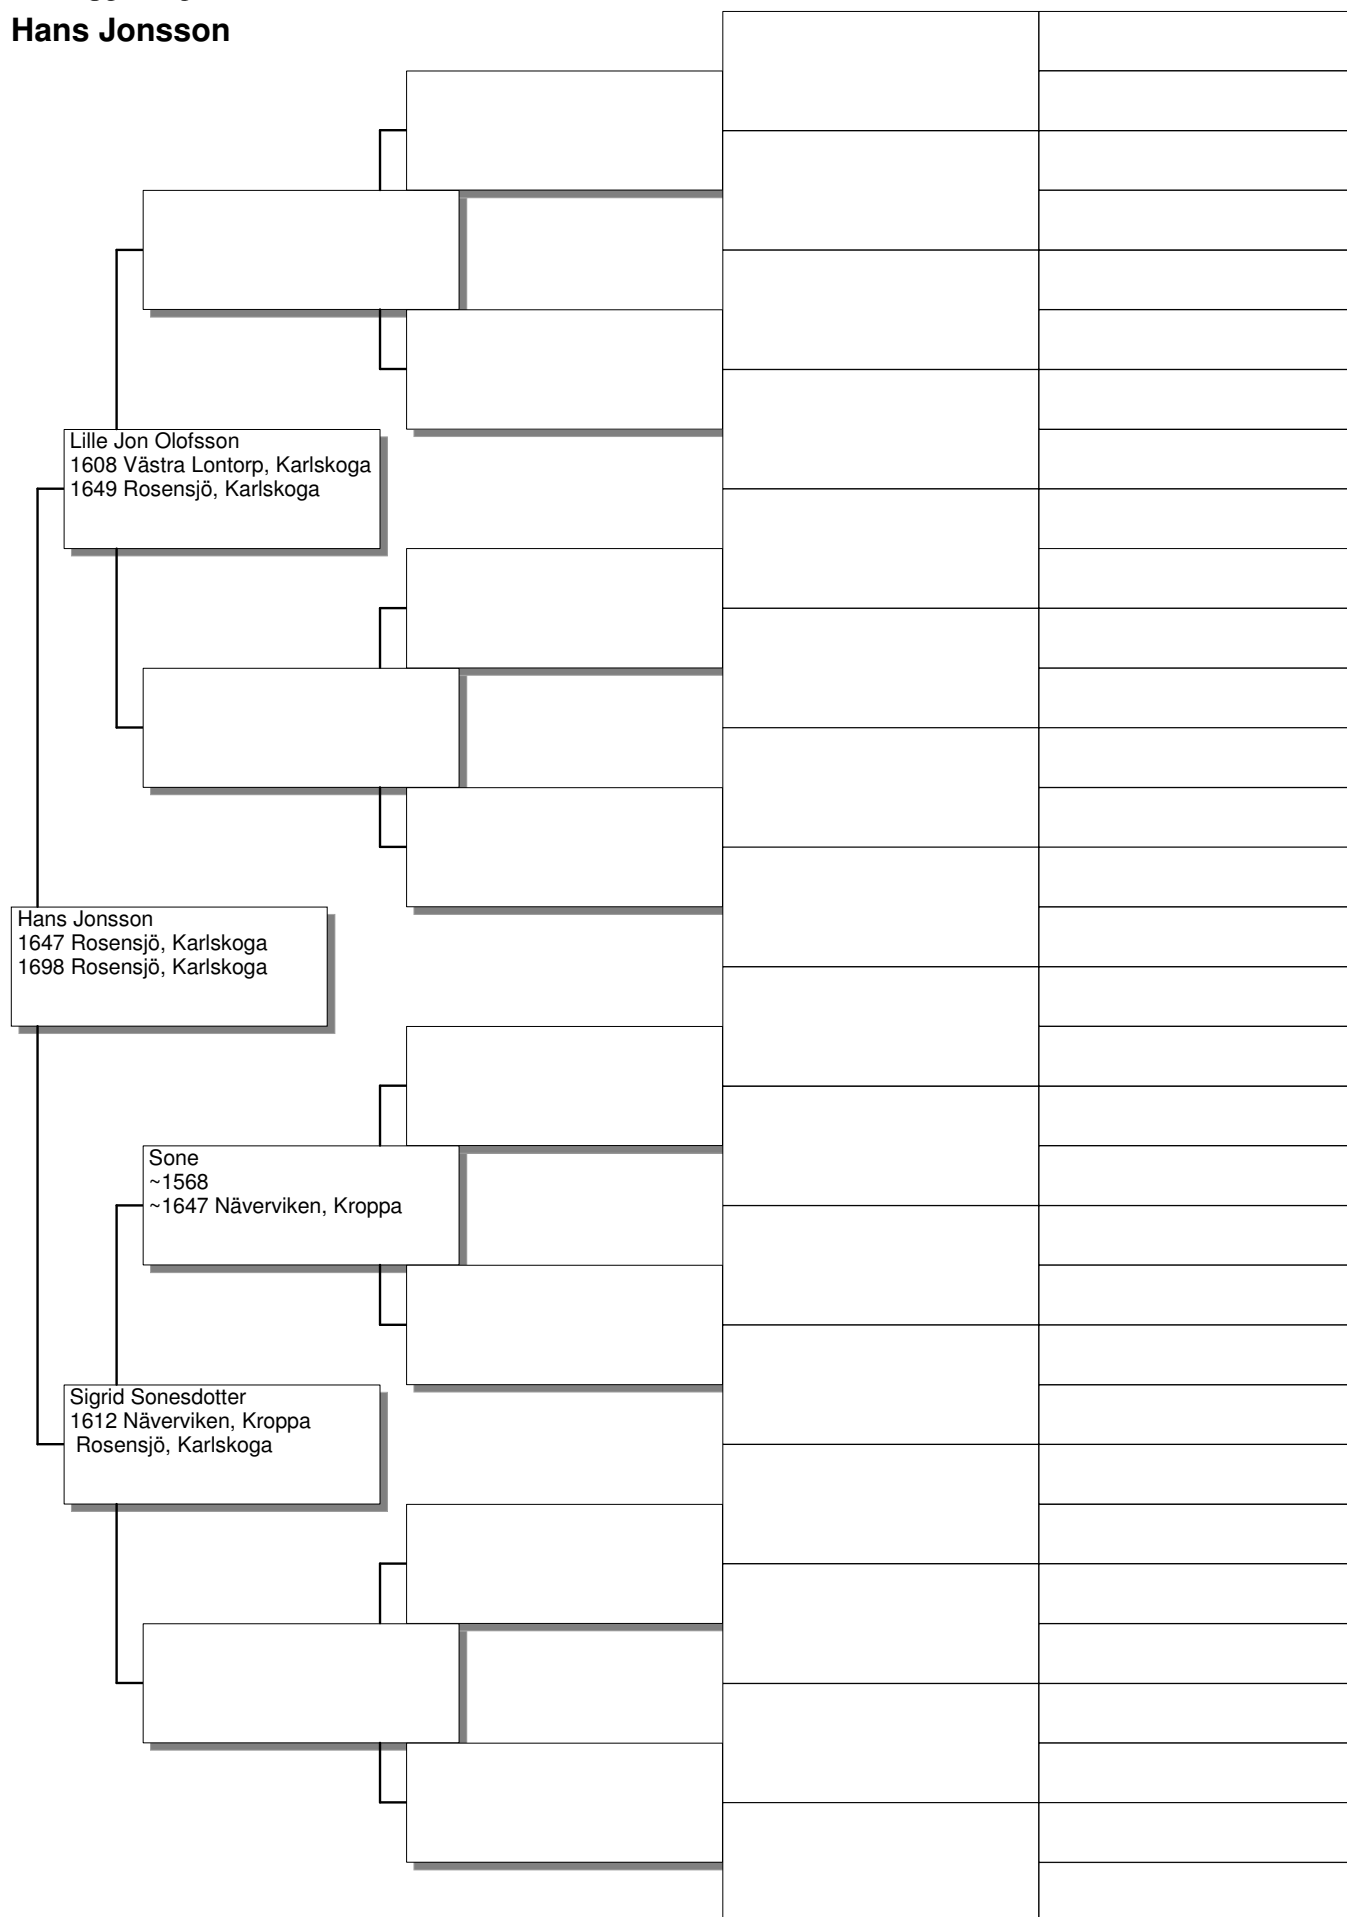 Hans Jonsson
Lille Jon Olofsson
1608 Västra Lontorp, Karlskoga
1649 Rosensjö, Karlskoga
Hans Jonsson
1647 Rosensjö, Karlskoga
1698 Rosensjö, Karlskoga
Sone
~1568
~1647 Näverviken, Kroppa
Sigrid Sonesdotter
1612 Näverviken, Kroppa
Rosensjö, Karlskoga